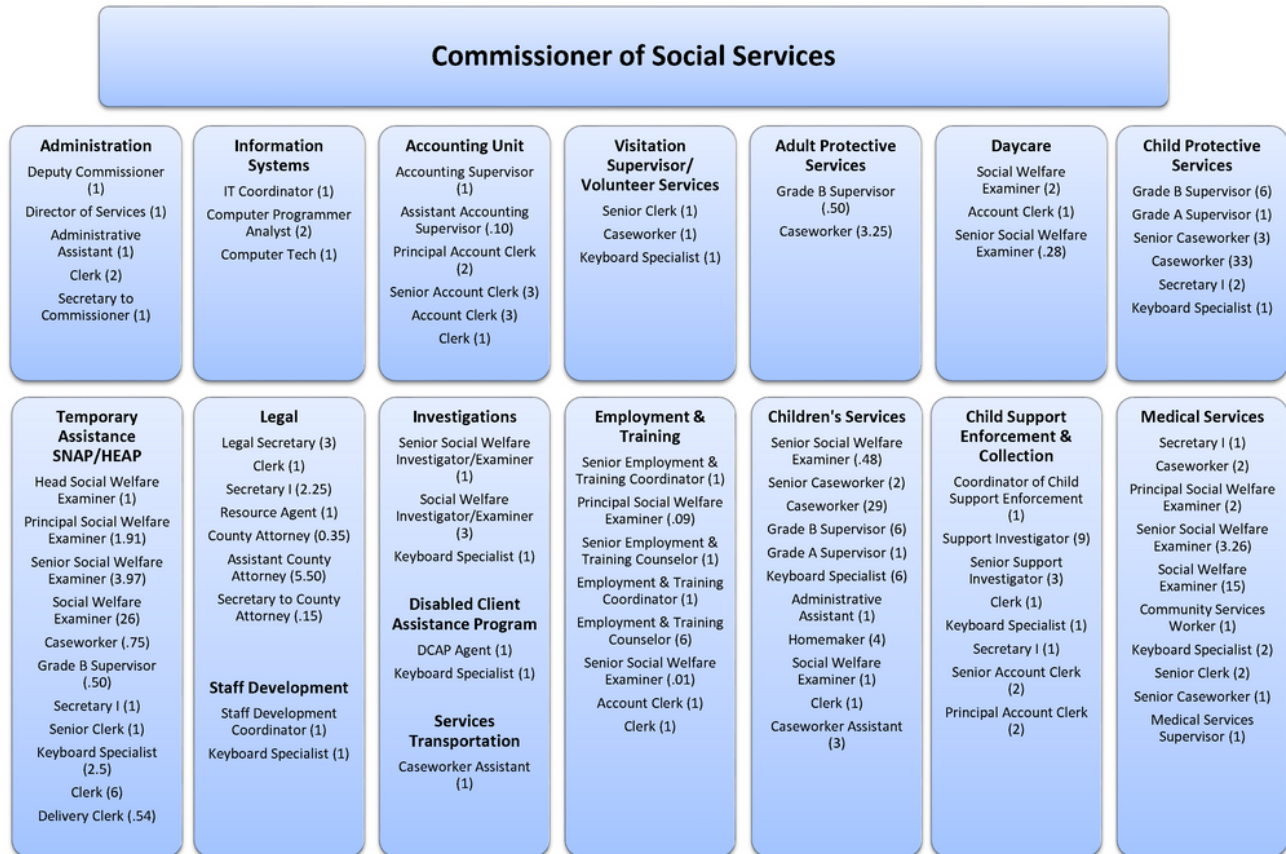 Commissioner of Social Services
Administration
Deputy Commissioner
(1)
Director of Services (1)
Administrative
Assistant (1)
Clerk (2)
Secretary to
Commissioner (1)
Information
Systems
IT Coordinator (1)
Computer Programmer
Analyst (2)
Computer Tech (1)
Accounting Unit
Accounting Supervisor
(1)
Assistant Accounting
Supervisor (.10)
Principal Account Clerk
(2)
Senior Account Clerk (3)
Account Clerk (3)
Clerk (1)
Visitation
Supervisor/
Volunteer Services
Senior Clerk (1)
Caseworker (1)
Keyboard Specialist (1)
Adult Protective
Services
Grade B Supervisor
(.50)
Caseworker (3.25)
Daycare
Social Welfare
Examiner (2)
Account Clerk (1)
Senior Social Welfare
Examiner (.28)
Child Protective
Services
Grade B Supervisor (6)
Grade A Supervisor (1)
Senior Caseworker (3)
Caseworker (33)
Secretary I (2)
Keyboard Specialist (1)
Temporary
Assistance
SNAP/HEAP
Head Social Welfare
Examiner (1)
Principal Social Welfare
Examiner (1.91)
Senior Social Welfare
Examiner (3.97)
Social Welfare
Examiner (26)
Caseworker (.75)
Grade B Supervisor
(.50)
Secretary I (1)
Senior Clerk (1)
Keyboard Specialist
(2.5)
Clerk (6)
Delivery Clerk (.54)
Legal
Legal Secretary (3)
Clerk (1)
Secretary I (2.25)
Resource Agent (1)
County Attorney (0.35)
Assistant County
Attorney (5.50)
Secretary to County
Attorney (.15)
Staff Development
Staff Development
Coordinator (1)
Keyboard Specialist (1)
Investigations
Senior Social Welfare
Investigator/Examiner
(1)
Social Welfare
Investigator/Examiner
(3)
Keyboard Specialist (1)
Disabled Client
Assistance Program
DCAP Agent (1)
Keyboard Specialist (1)
Services
Transportation
Caseworker Assistant
(1)
Employment &
Training
Senior Employment &
Training Coordinator (1)
Principal Social Welfare
Examiner (.09)
Senior Employment &
Training Counselor (1)
Employment & Training
Coordinator (1)
Employment & Training
Counselor (6)
Senior Social Welfare
Examiner (.01)
Account Clerk (1)
Clerk (1)
Children's Services
Senior Social Welfare
Examiner (.48)
Senior Caseworker (2)
Caseworker (29)
Grade B Supervisor (6)
Grade A Supervisor (1)
Keyboard Specialist (6)
Administrative
Assistant (1)
Homemaker (4)
Social Welfare
Examiner (1)
Clerk (1)
Caseworker Assistant
(3)
Child Support
Enforcement &
Collection
Coordinator of Child
Support Enforcement
(1)
Support Investigator (9)
Senior Support
Investigator (3)
Clerk (1)
Keyboard Specialist (1)
Secretary I (1)
Senior Account Clerk
(2)
Principal Account Clerk
(2)
Medical Services
Secretary I (1)
Caseworker (2)
Principal Social Welfare
Examiner (2)
Senior Social Welfare
Examiner (3.26)
Social Welfare
Examiner (15)
Community Services
Worker (1)
Keyboard Specialist (2)
Senior Clerk (2)
Senior Caseworker (1)
Medical Services
Supervisor (1)